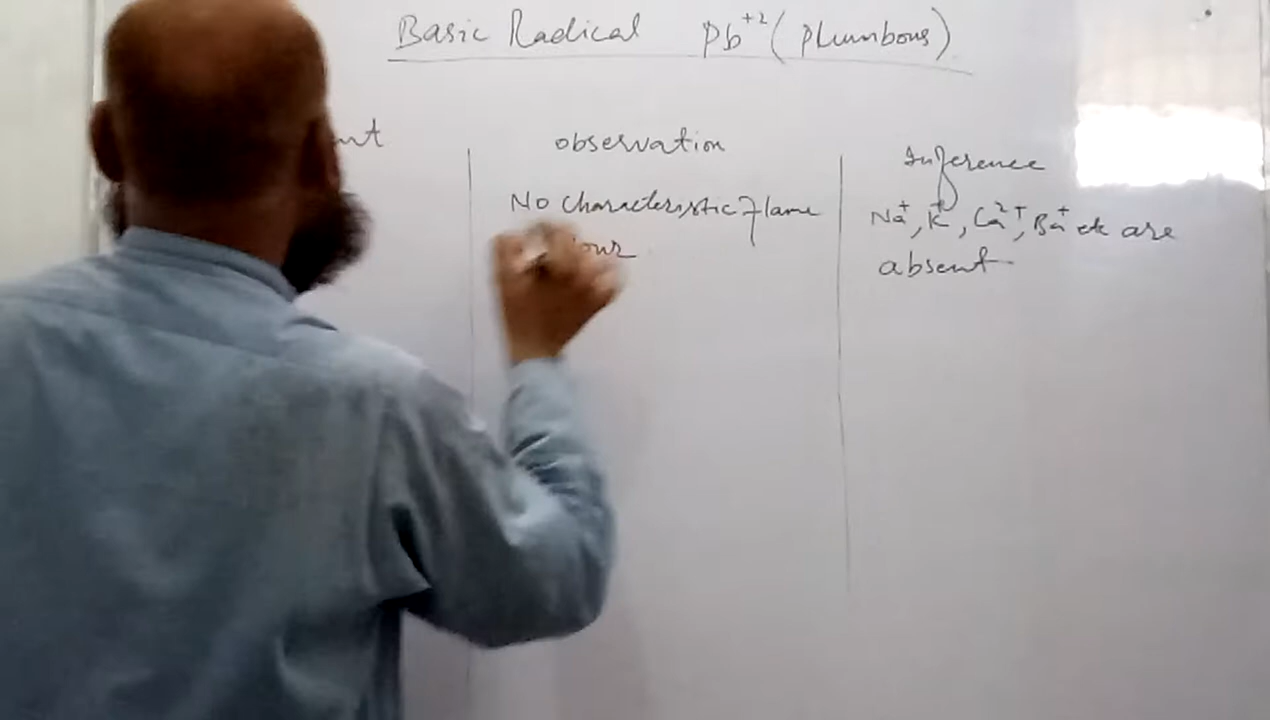 Basic Radical Pb+2 (plumbous)
observation
Inference
No characteristic flame
Na+, K+, Ca2+, Ba+ etc are
absent